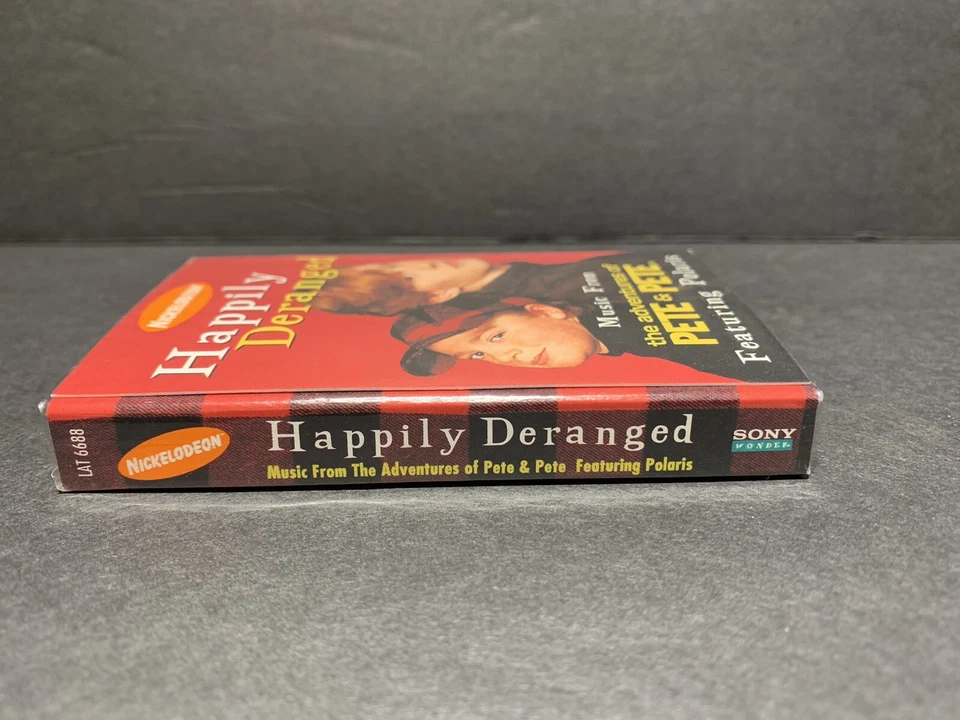 NICKELODEON
Happily
Deranged
Music From
the adventures of
PETE & PETE
Featuring Polaris
LAT 6688
NICKELODEON
Happily Deranged
Music From The Adventures of Pete & Pete Featuring Polaris
SONY
WONDER